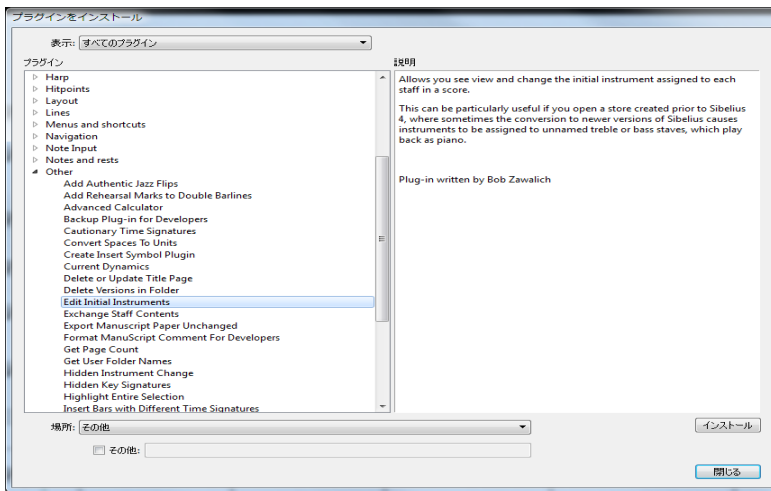 プラグインをインストール
表示: すべてのプラグイン
プラグイン
Harp
Hitpoints
Layout
Lines
Menus and shortcuts
Navigation
Note Input
Notes and rests
Other
Add Authentic Jazz Flips
Add Rehearsal Marks to Double Barlines
Advanced Calculator
Backup Plug-in for Developers
Cautionary Time Signatures
Convert Spaces To Units
Create Insert Symbol Plugin
Current Dynamics
Delete or Update Title Page
Delete Versions in Folder
Edit Initial Instruments
Exchange Staff Contents
Export Manuscript Paper Unchanged
Format ManuScript Comment For Developers
Get Page Count
Get User Folder Names
Hidden Instrument Change
Hidden Key Signatures
Highlight Entire Selection
Insert Bars with Different Time Signatures
説明
Allows you see view and change the initial instrument assigned to each
staff in a score.
This can be particularly useful if you open a store created prior to Sibelius
4, where sometimes the conversion to newer versions of Sibelius causes
instruments to be assigned to unnamed treble or bass staves, which play
back as piano.
Plug-in written by Bob Zawalich
場所: その他
インストール
その他:
閉じる